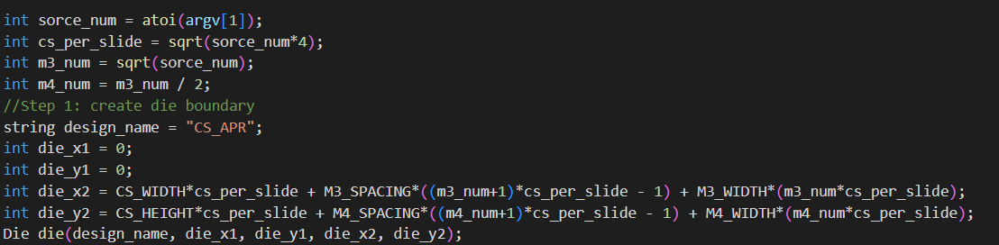 int sorce_num = atoi(argv[1]);
int cs_per_slide = sqrt(sorce_num*4);
int m3_num = sqrt(sorce_num);
int m4_num = m3_num / 2;
//Step 1: create die boundary
string design_name = "CS_APR";
int die_x1 = 0;
int die_y1 = 0;
int die_x2 = CS_WIDTH*cs_per_slide + M3_SPACING*((m3_num+1)*cs_per_slide - 1) + M3_WIDTH*(m3_num*cs_per_slide);
int die_y2 = CS_HEIGHT*cs_per_slide + M4_SPACING*((m4_num+1)*cs_per_slide - 1) + M4_WIDTH*(m4_num*cs_per_slide);
Die die(design_name, die_x1, die_y1, die_x2, die_y2);